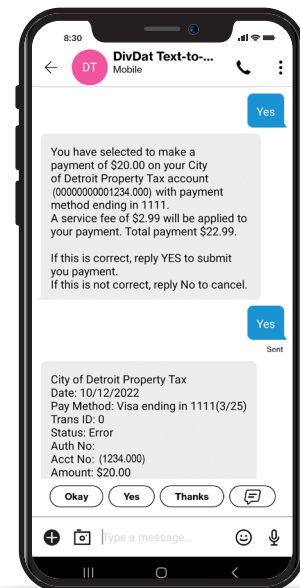 8:30
DT
DivDat Text-to-...
Mobile
Yes
You have selected to make a
payment of $20.00 on your City
of Detroit Property Tax account
(00000000001234.000) with payment
method ending in 1111.
A service fee of $2.99 will be applied to
your payment. Total payment $22.99.
If this is correct, reply YES to submit
you payment.
If this is not correct, reply No to cancel.
Yes
Sent
City of Detroit Property Tax
Date: 10/12/2022
Pay Method: Visa ending in 1111(3/25)
Trans ID: 0
Status: Error
Auth No:
Acct No: (1234.000)
Amount: $20.00
Okay
Yes
Thanks
Type a message...